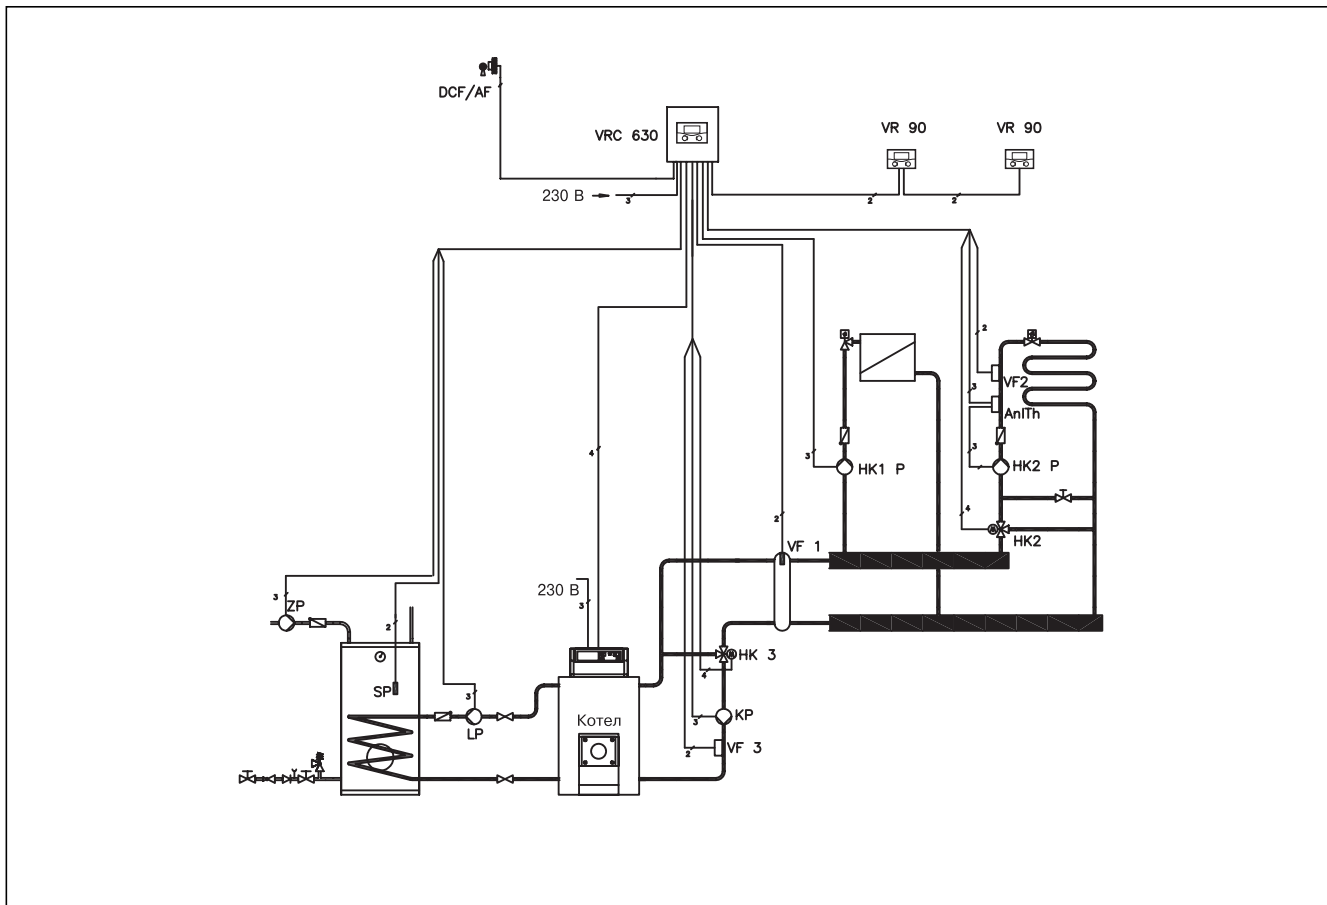 DCF/AF
VRC 630
VR 90
VR 90
230 В
3
2
2
2
VF2
3
AnlTh
4
3
3
HK1 P
HK2 P
2
4
HK2
VF 1
230 В
3
3
ZP
2
HK 3
4
SP
3
LP
Котел
3
KP
2
VF 3